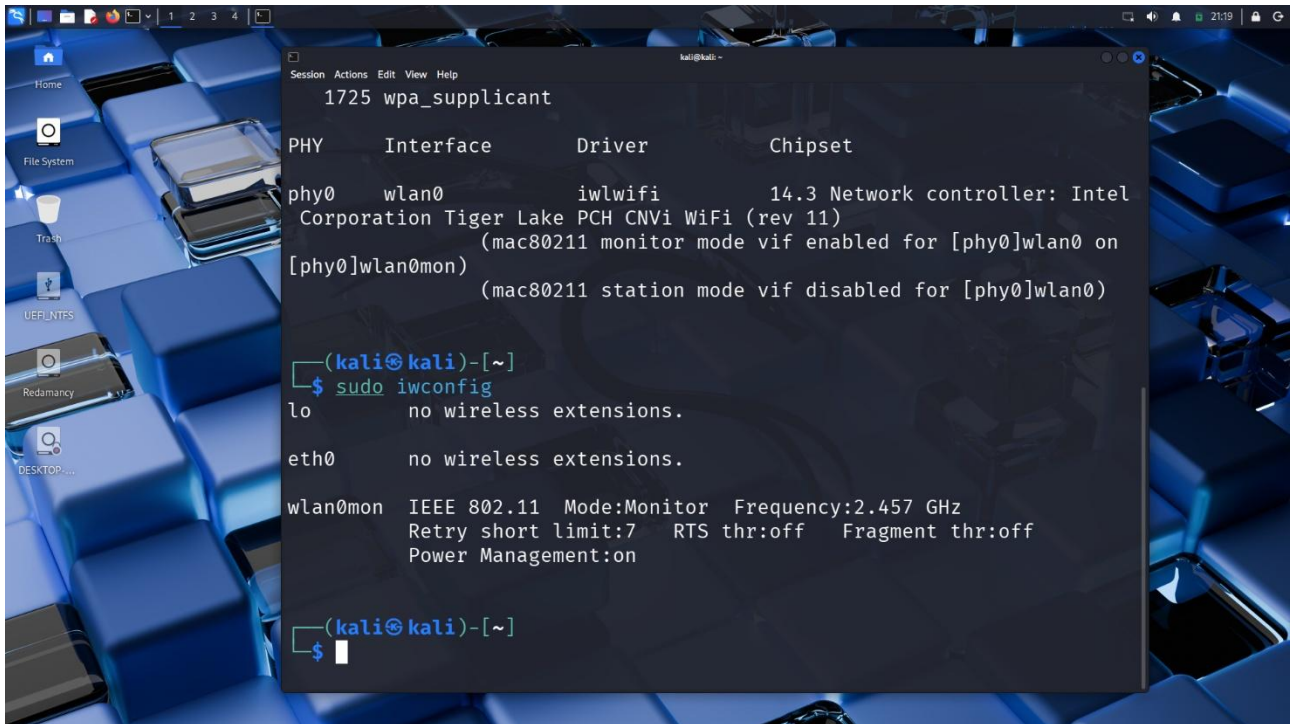 1 2 3 4
21:19
Home
File System
Trash
UEFI_NTFS
Redamancy
DESKTOP-...
kali@kali: ~
Session Actions Edit View Help
1725 wpa_supplicant
PHY Interface Driver Chipset
phy0 wlan0 iwlwifi 14.3 Network controller: Intel
Corporation Tiger Lake PCH CNVi WiFi (rev 11)
(mac80211 monitor mode vif enabled for [phy0]wlan0 on
[phy0]wlan0mon)
(mac80211 station mode vif disabled for [phy0]wlan0)
┌──(kali㉿kali)-[~]
└─$ sudo iwconfig
lo no wireless extensions.
eth0 no wireless extensions.
wlan0mon IEEE 802.11 Mode:Monitor Frequency:2.457 GHz
Retry short limit:7 RTS thr:off Fragment thr:off
Power Management:on
┌──(kali㉿kali)-[~]
└─$